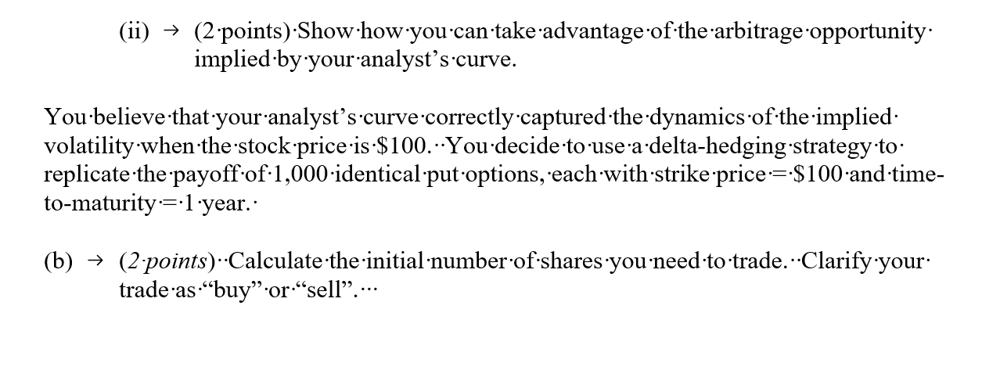 (ii) → (2·points)·Show·how·you·can·take·advantage·of·the·arbitrage·opportunity·
implied·by·your·analyst’s·curve.
You·believe·that·your·analyst’s·curve·correctly·captured·the·dynamics·of·the·implied·
volatility·when·the·stock·price·is·$100.··You·decide·to·use·a·delta-hedging·strategy·to·
replicate·the·payoff·of·1,000·identical·put·options,·each·with·strike·price·=·$100·and·time-
to-maturity·=·1·year.·
(b) → (2·points)··Calculate·the·initial·number·of·shares·you·need·to·trade.··Clarify·your·
trade·as·“buy”·or·“sell”.···